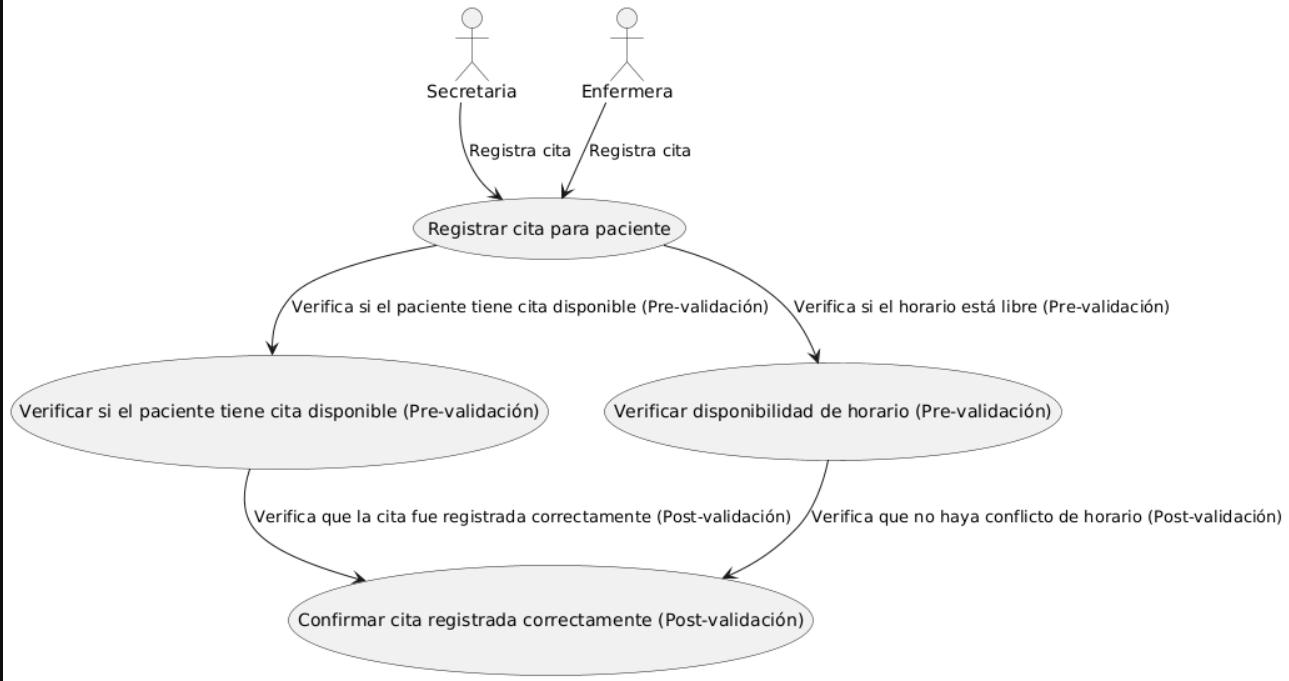 Secretaria
Enfermera
Registra cita
Registra cita
Registrar cita para paciente
Verifica si el paciente tiene cita disponible (Pre-validación)
Verifica si el horario está libre (Pre-validación)
Verificar si el paciente tiene cita disponible (Pre-validación)
Verificar disponibilidad de horario (Pre-validación)
Verifica que la cita fue registrada correctamente (Post-validación)
Verifica que no haya conflicto de horario (Post-validación)
Confirmar cita registrada correctamente (Post-validación)